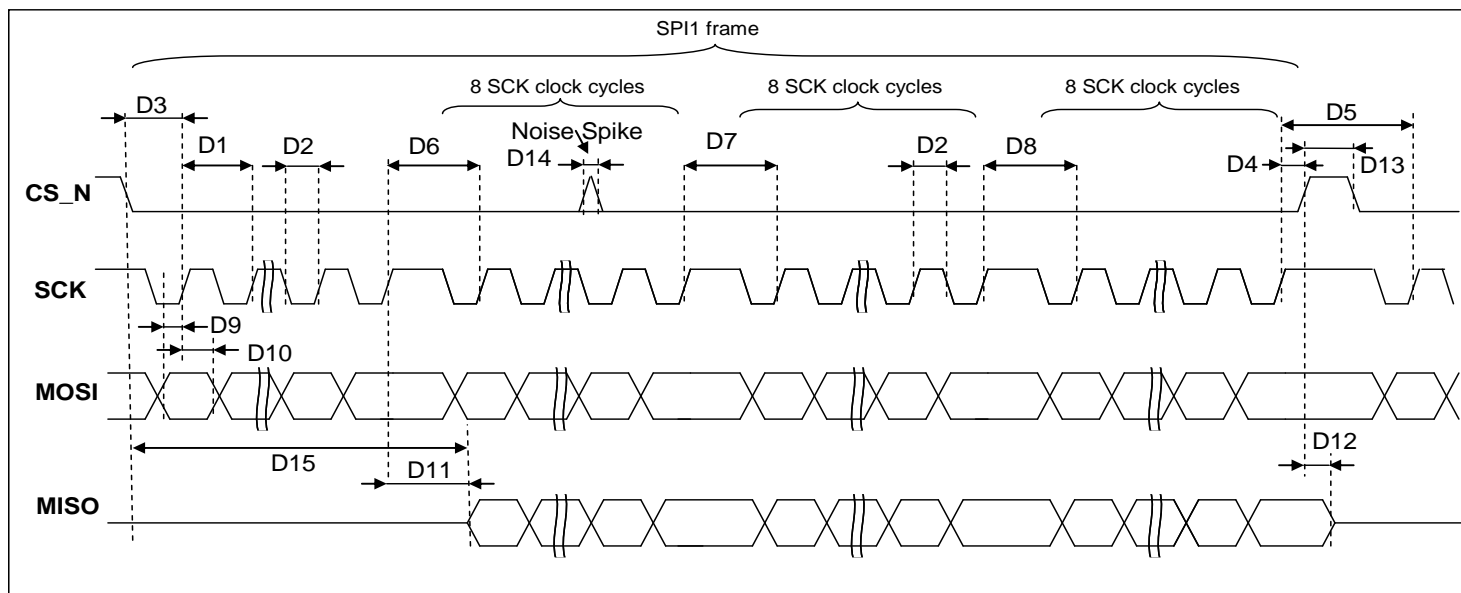 SPI1 frame
8 SCK clock cycles 8 SCK clock cycles 8 SCK clock cycles
D3 D5
Noise Spike
D1 D2 D6 D14 D7 D2 D8 D4 D13
CS_N
SCK
D9
D10
MOSI
D15 D11 D12
MISO